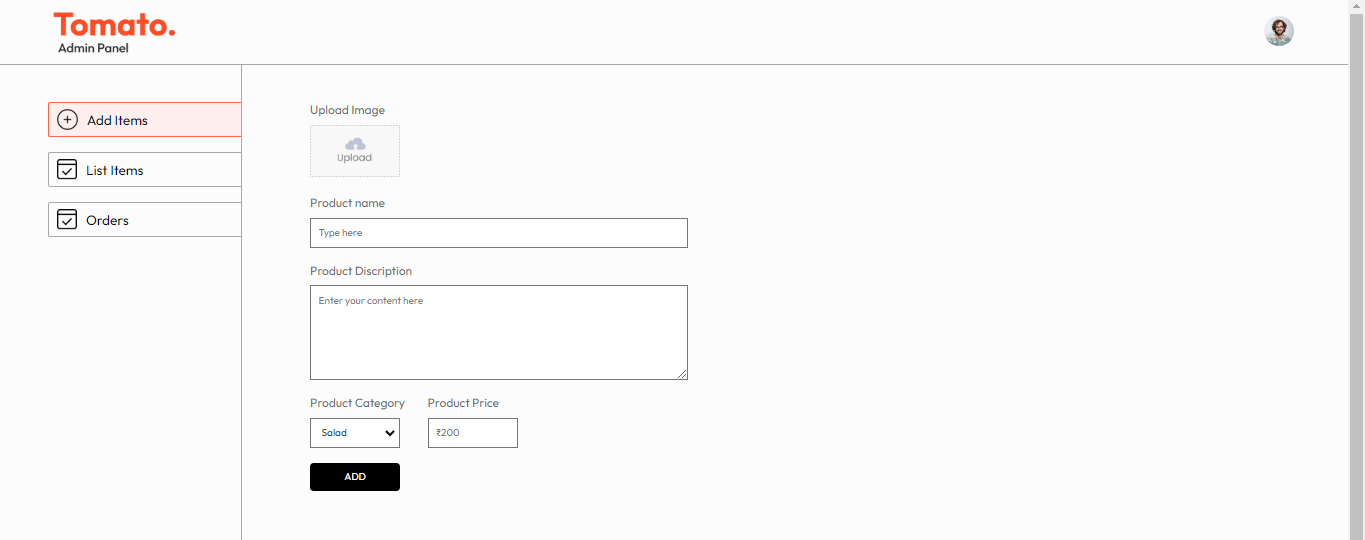 Tomato.
Admin Panel
Add Items
List Items
Orders
Upload Image
Upload
Product name
Type here
Product Discription
Enter your content here
Product Category Product Price
Salad ₹200
ADD